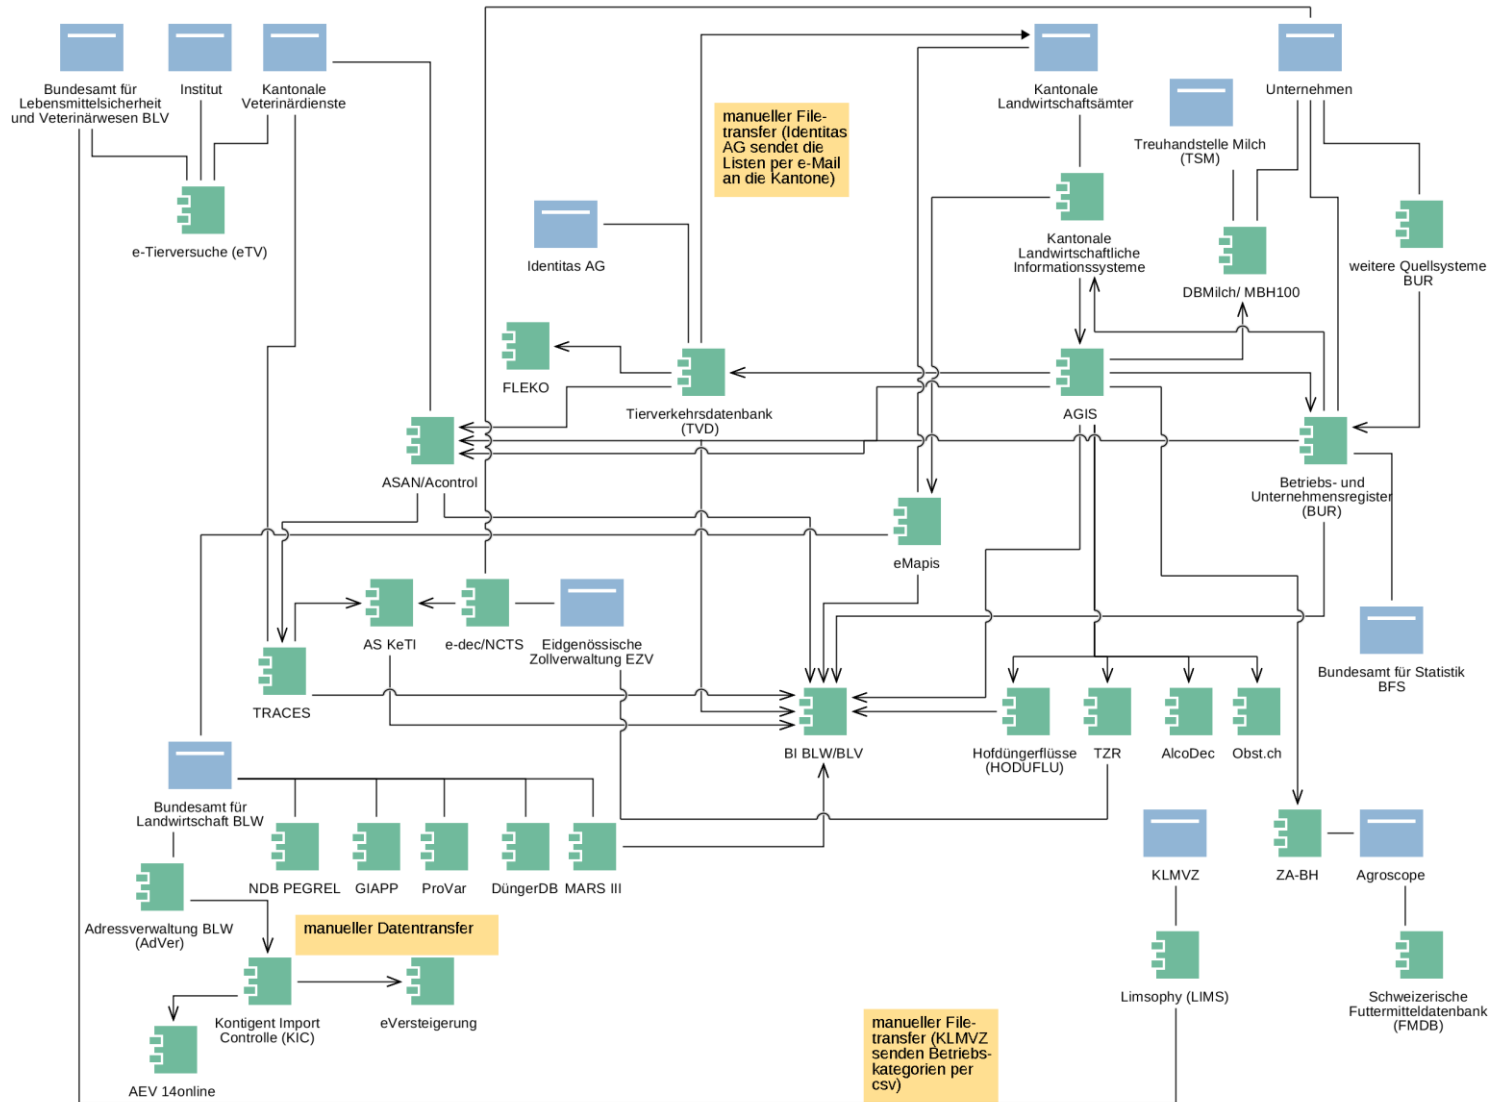 Bundesamt für
Lebensmittelsicherheit
und Veterinärwesen BLV
Institut
Kantonale
Veterinärdienste
Kantonale
Landwirtschaftsämter
Unternehmen
manueller File-
transfer (Identitas
AG sendet die
Listen per e-Mail
an die Kantone)
Treuhandstelle Milch
(TSM)
e-Tierversuche (eTV)
Identitas AG
Kantonale
Landwirtschaftliche
Informationssysteme
DBMilch/ MBH100
weitere Quellsysteme
BUR
FLEKO
Tierverkehrsdatenbank
(TVD)
AGIS
ASAN/Acontrol
Betriebs- und
Unternehmensregister
(BUR)
eMapis
AS KeTI
e-dec/NCTS
Eidgenössische
Zollverwaltung EZV
Bundesamt für Statistik
BFS
TRACES
BI BLW/BLV
Hofdüngerflüsse
(HODUFLU)
TZR
AlcoDec
Obst.ch
Bundesamt für
Landwirtschaft BLW
NDB PEGREL
GIAPP
ProVar
DüngerDB
MARS III
KLMVZ
ZA-BH
Agroscope
Adressverwaltung BLW
(AdVer)
manueller Datentransfer
Kontigent Import
Controlle (KIC)
eVersteigerung
Limsophy (LIMS)
Schweizerische
Futtermitteldatenbank
(FMDB)
manueller File-
transfer (KLMVZ
senden Betriebs-
kategorien per
csv)
AEV 14online